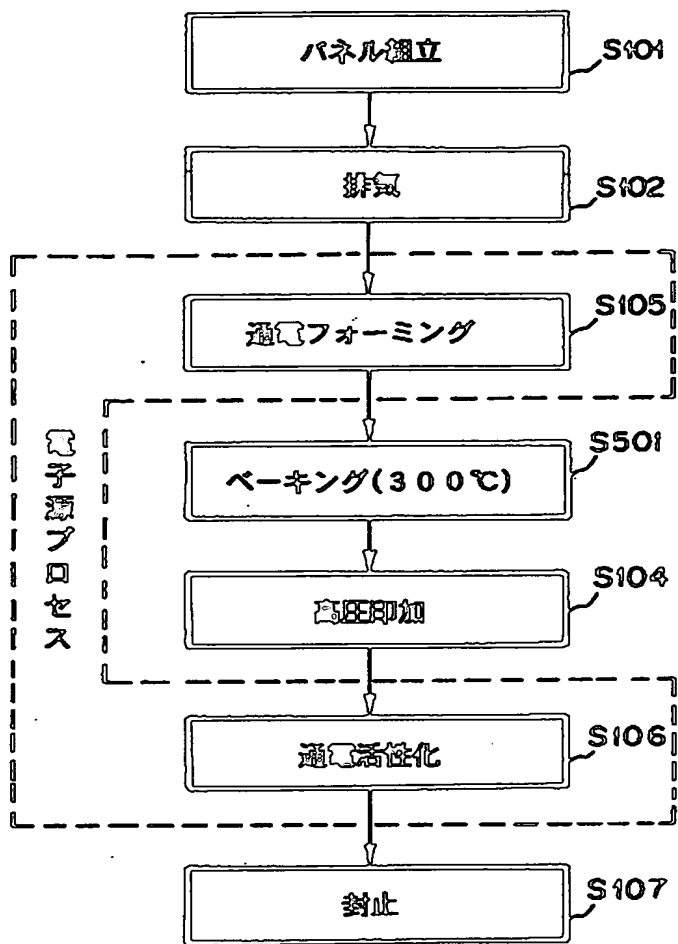 パネル組立
S101
排気
S102
通電フォーミング
S105
ベーキング(300℃)
S501
高圧印加
S104
通電活性化
S106
封止
S107
電子源プロセス